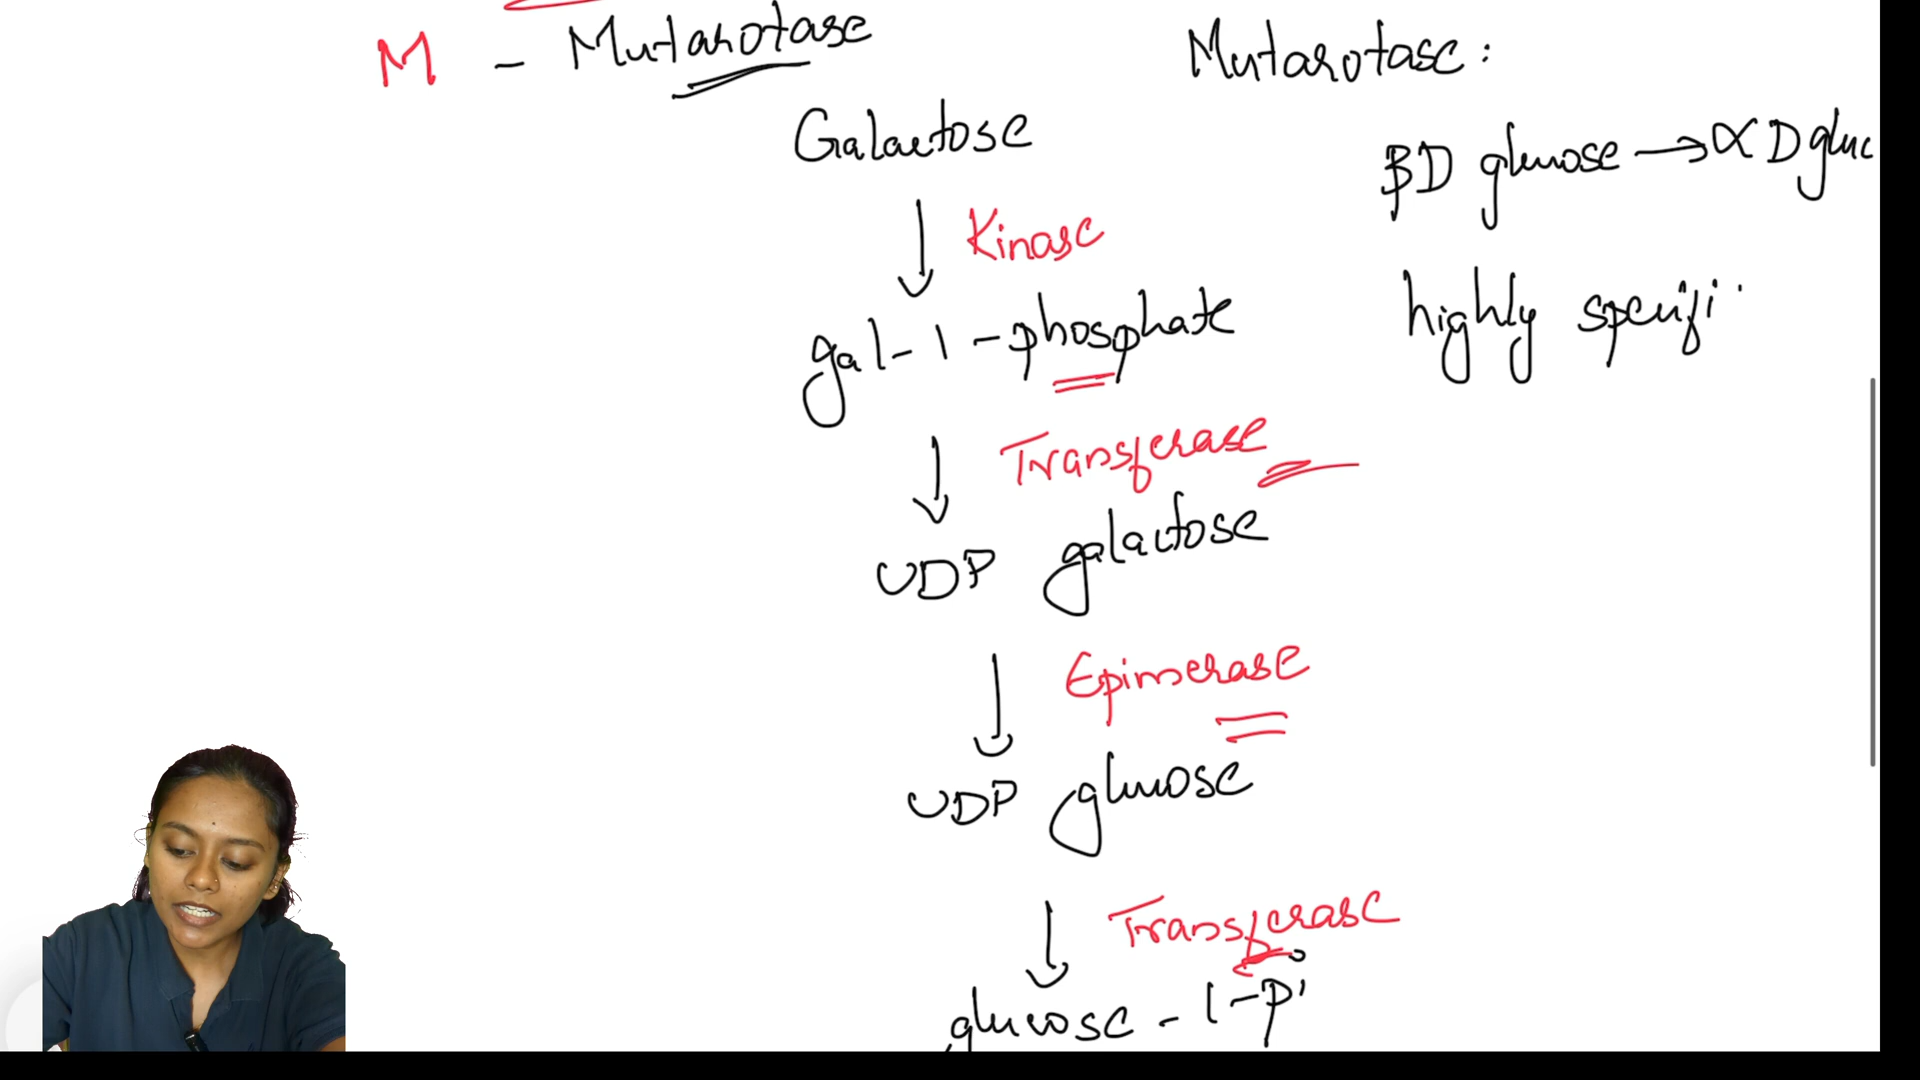 M - Mutarotase
Mutarotase:
Galactose
βD glucose → α D gluc
Kinase
highly specifi
gal-1-phosphate
Transferase
UDP galactose
Epimerase
UDP glucose
Transferase
glucose-1-Pi